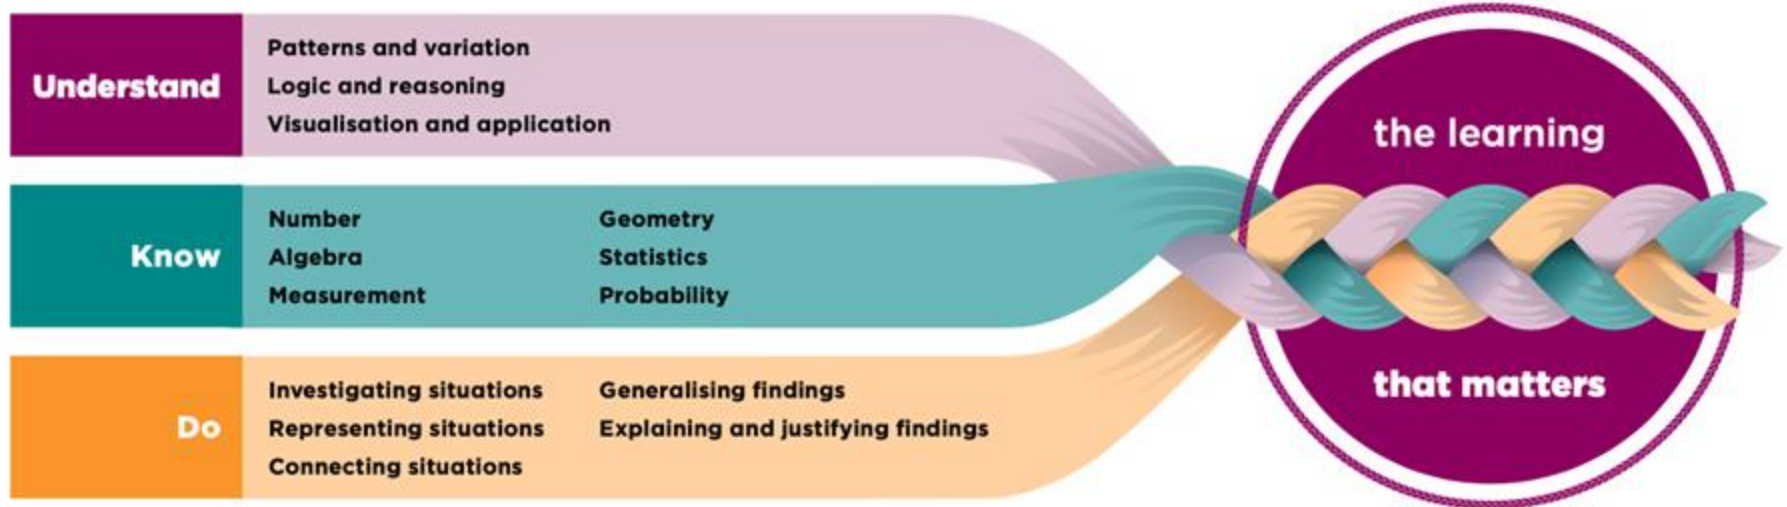 Understand
Patterns and variation
Logic and reasoning
Visualisation and application
Know
Number
Algebra
Measurement
Geometry
Statistics
Probability
Do
Investigating situations
Representing situations
Connecting situations
Generalising findings
Explaining and justifying findings
the learning
that matters